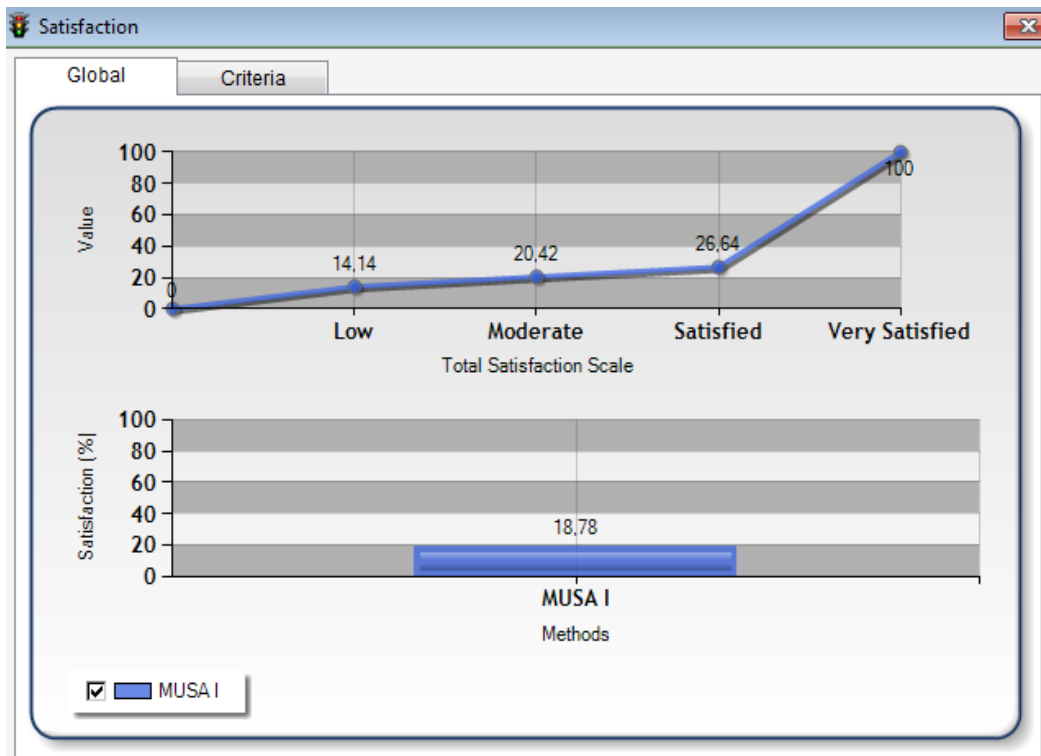 Satisfaction
Global Criteria
100
80
60
40
20
0
Value
0
14,14
20,42
26,64
100
Low Moderate Satisfied Very Satisfied
Total Satisfaction Scale
100
80
60
40
20
0
Satisfaction (%)
18,78
MUSA I
Methods
MUSA I